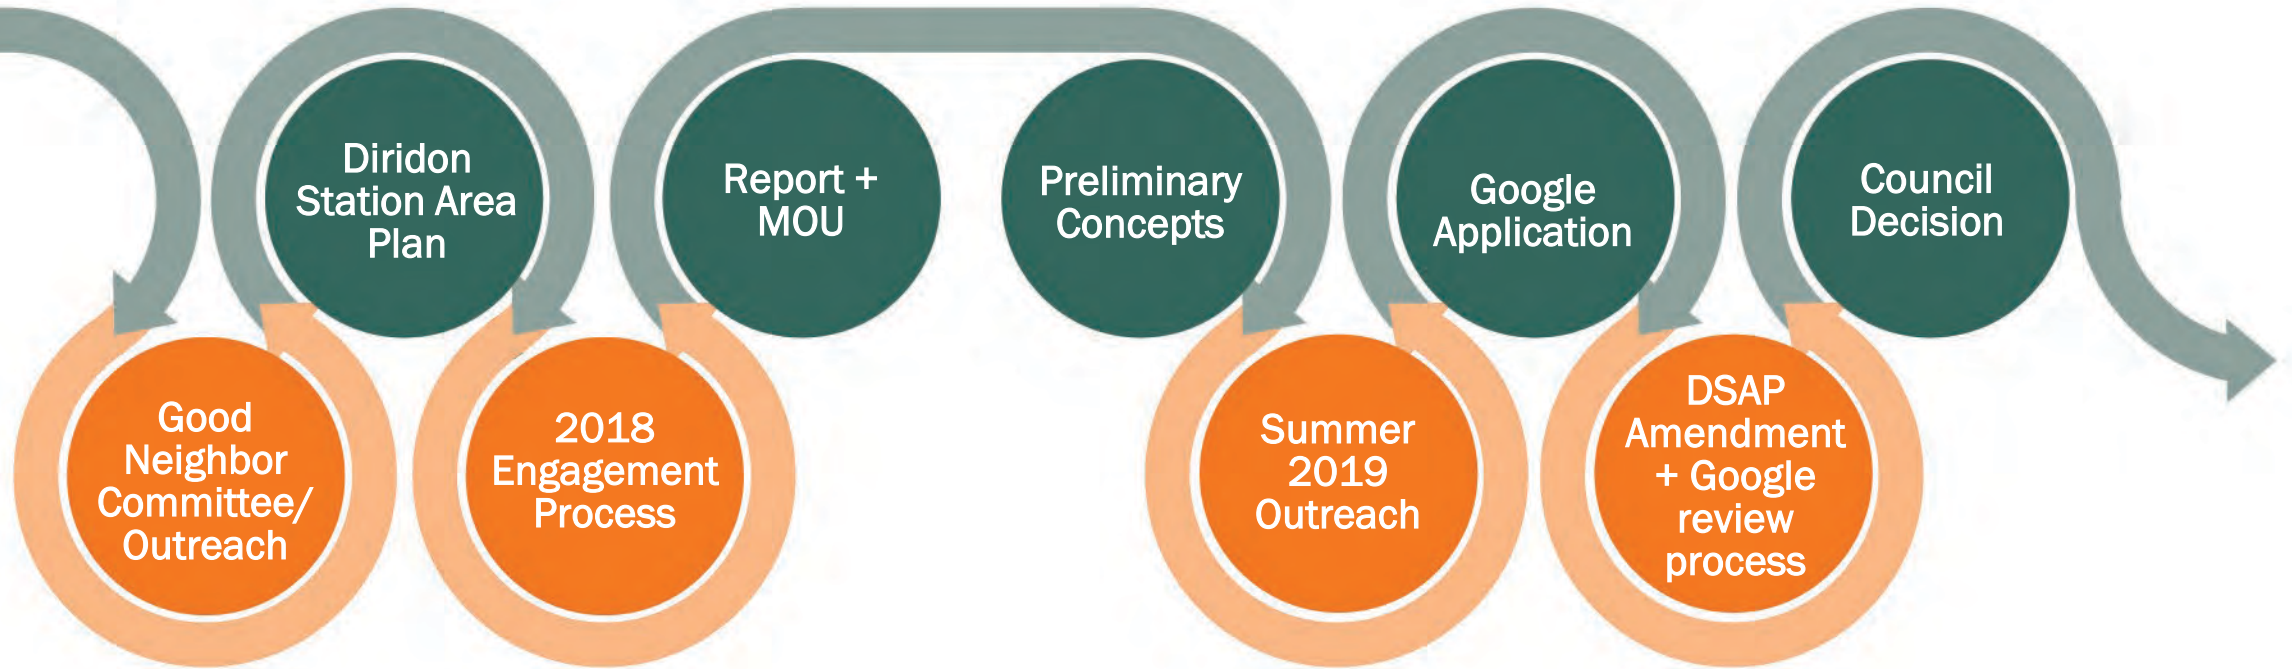 Good
Neighbor
Committee/
Outreach
Diridon
Station Area
Plan
2018
Engagement
Process
Report +
MOU
Preliminary
Concepts
Summer
2019
Outreach
Google
Application
DSAP
Amendment
+ Google
review
process
Council
Decision